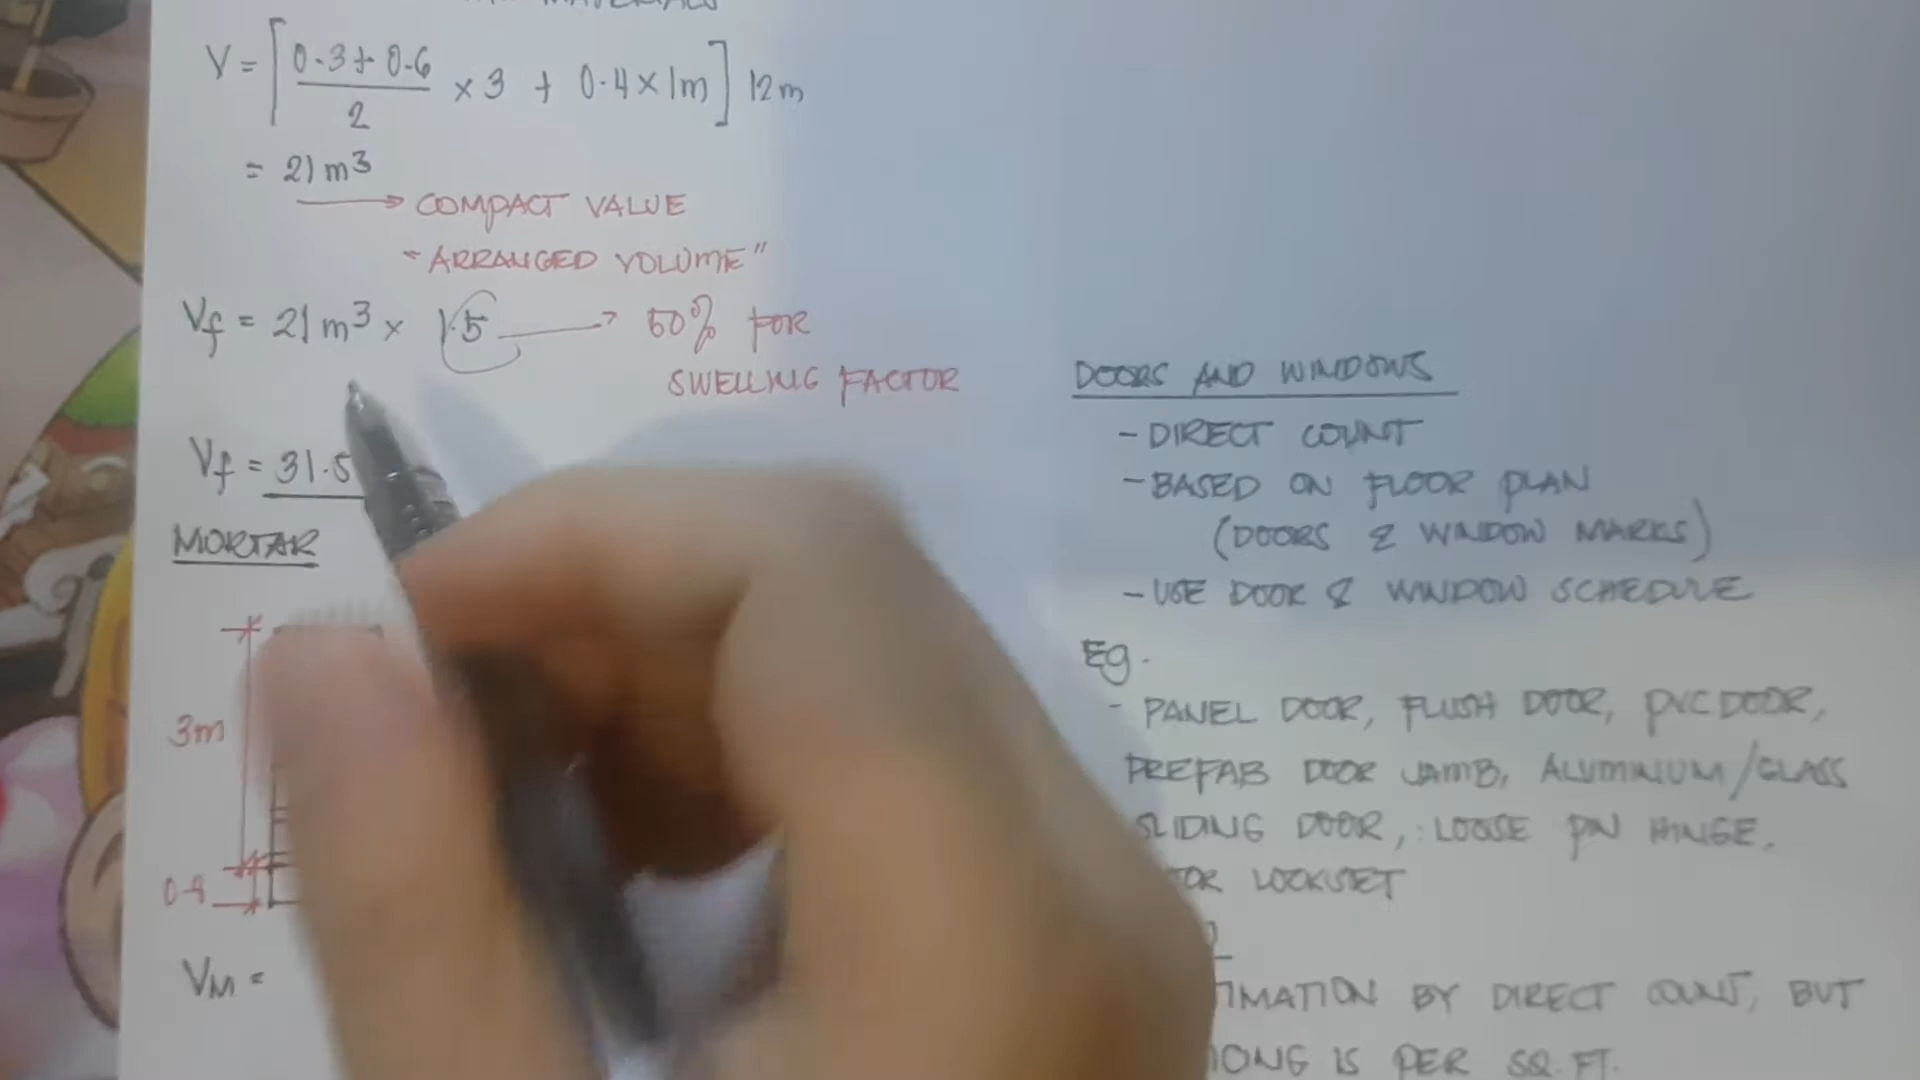 V = [ 0.3 + 0.6 / 2 × 3 + 0.4 × 1m ] 12m
= 21 m³
→ COMPACT VALUE
"ARRANGED VOLUME"
Vf = 21 m³ × 1.5 → 50% FOR
SWELLING FACTOR
Vf = 31.5
MORTAR
3m
0.4
VM =
DOORS AND WINDOWS
- DIRECT COUNT
- BASED ON FLOOR PLAN
(DOORS & WINDOW MARKS)
- USE DOOR & WINDOW SCHEDULE
Eg.
- PANEL DOOR, FLUSH DOOR, PVC DOOR,
PREFAB DOOR JAMB, ALUMINIUM/GLASS
SLIDING DOOR, : LOOSE PIN HINGE,
LOCKSET
BY DIRECT COUNT, BUT
IS PER SQ. FT.